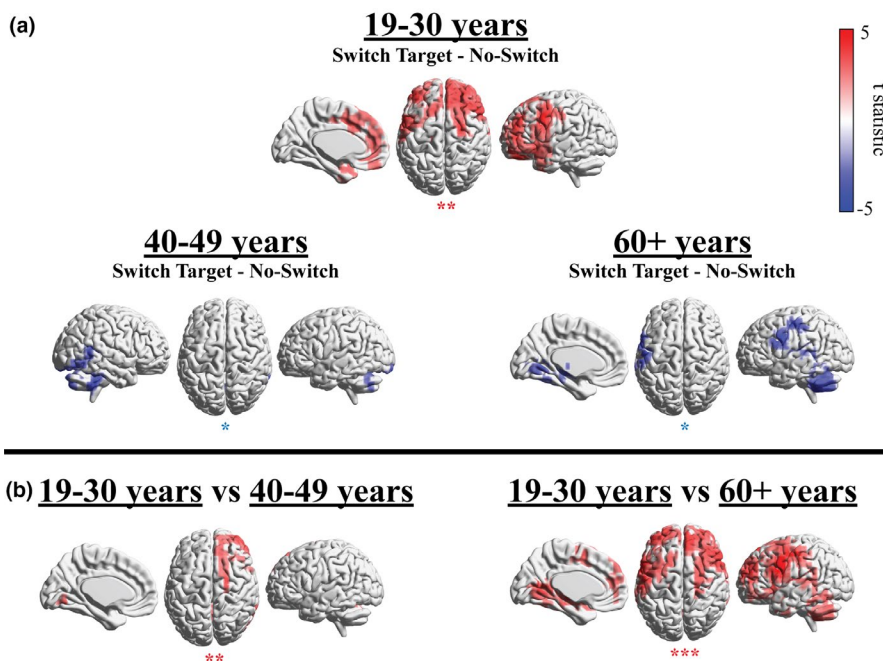 (a)
19-30 years
Switch Target - No-Switch
**
5
t statistic
-5
40-49 years
Switch Target - No-Switch
*
60+ years
Switch Target - No-Switch
*
(b)
19-30 years vs 40-49 years
**
19-30 years vs 60+ years
***